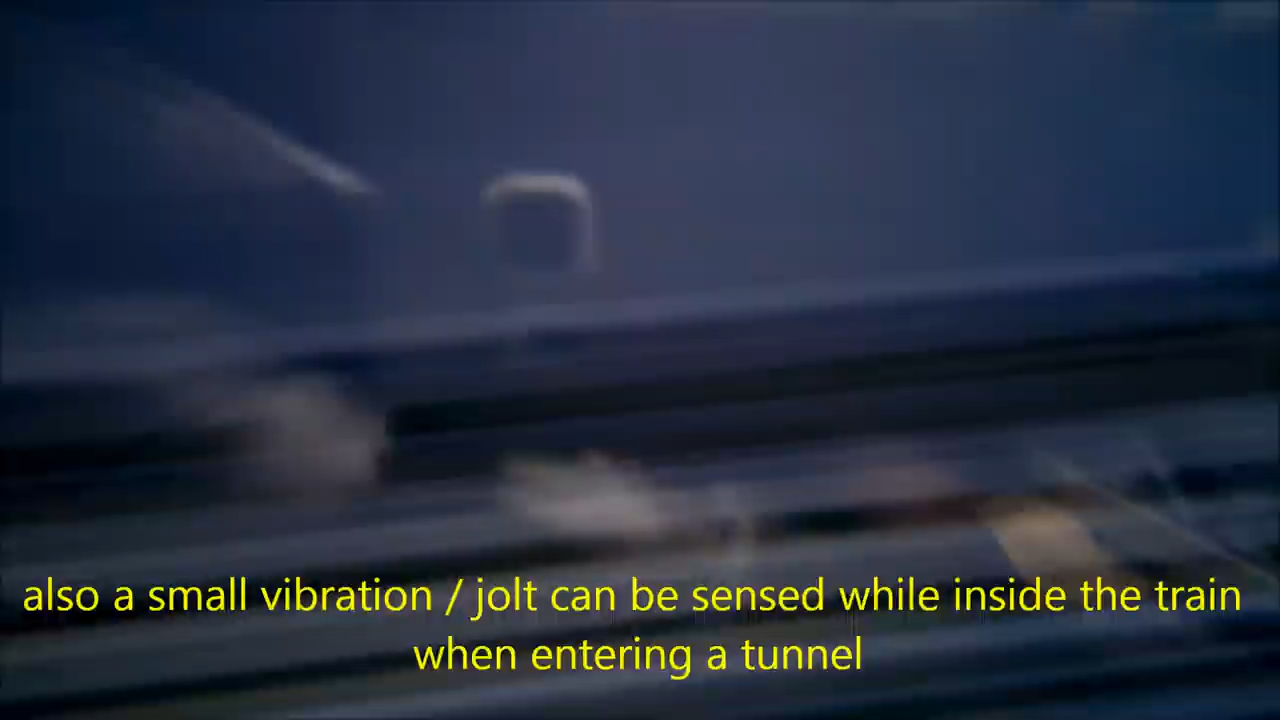 also a small vibration / jolt can be sensed while inside the train
when entering a tunnel